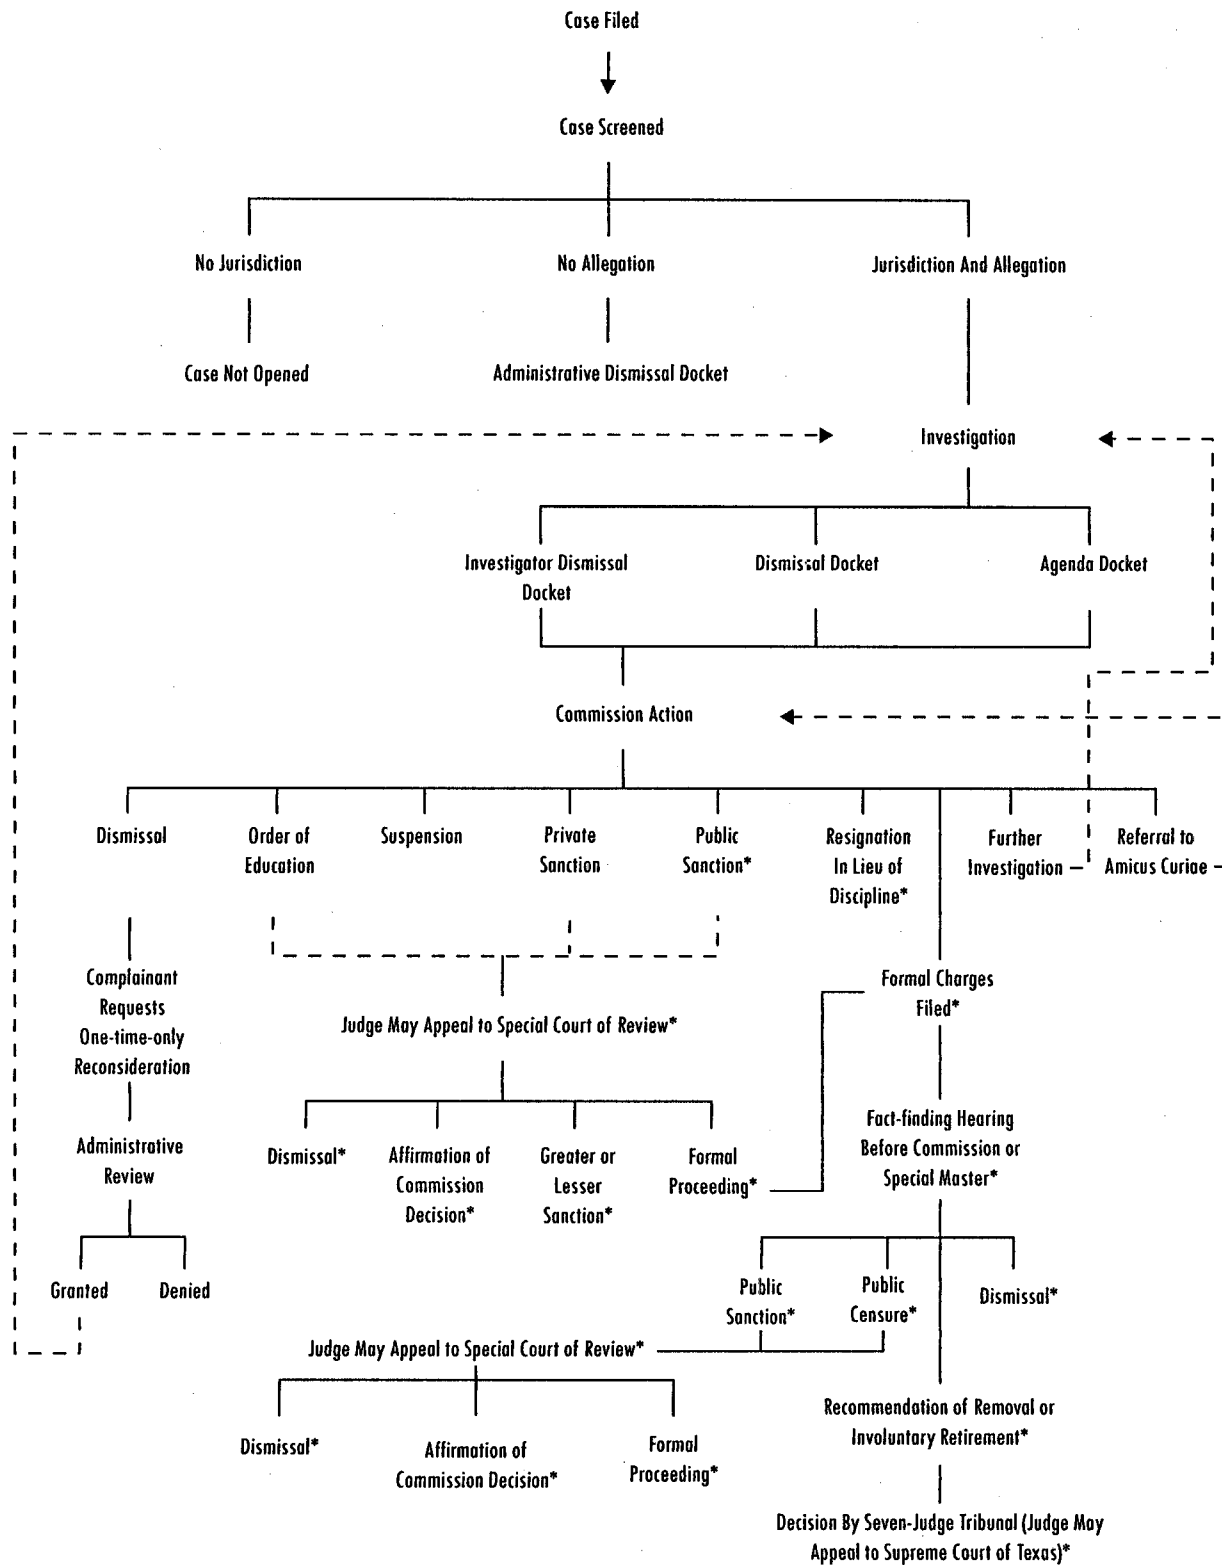 Case Filed
Case Screened
No Jurisdiction
No Allegation
Jurisdiction And Allegation
Case Not Opened
Administrative Dismissal Docket
Investigation
Investigator Dismissal
Docket
Dismissal Docket
Agenda Docket
Commission Action
Dismissal
Order of
Education
Suspension
Private
Sanction
Public
Sanction*
Resignation
In Lieu of
Discipline*
Further
Investigation
Referral to
Amicus Curiae
Complainant
Requests
One-time-only
Reconsideration
Judge May Appeal to Special Court of Review*
Formal Charges
Filed*
Administrative
Review
Dismissal*
Affirmation of
Commission
Decision*
Greater or
Lesser
Sanction*
Formal
Proceeding*
Fact-finding Hearing
Before Commission or
Special Master*
Granted
Denied
Public
Sanction*
Public
Censure*
Dismissal*
Judge May Appeal to Special Court of Review*
Dismissal*
Affirmation of
Commission Decision*
Formal
Proceeding*
Recommendation of Removal or
Involuntary Retirement*
Decision By Seven-Judge Tribunal (Judge May
Appeal to Supreme Court of Texas)*